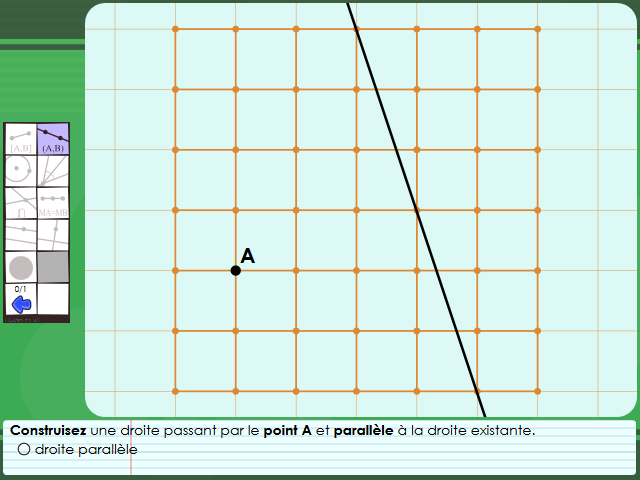 [A,B]
(A,B)
MA=MB
0/1
A
Construisez une droite passant par le point A et parallèle à la droite existante.
droite parallèle